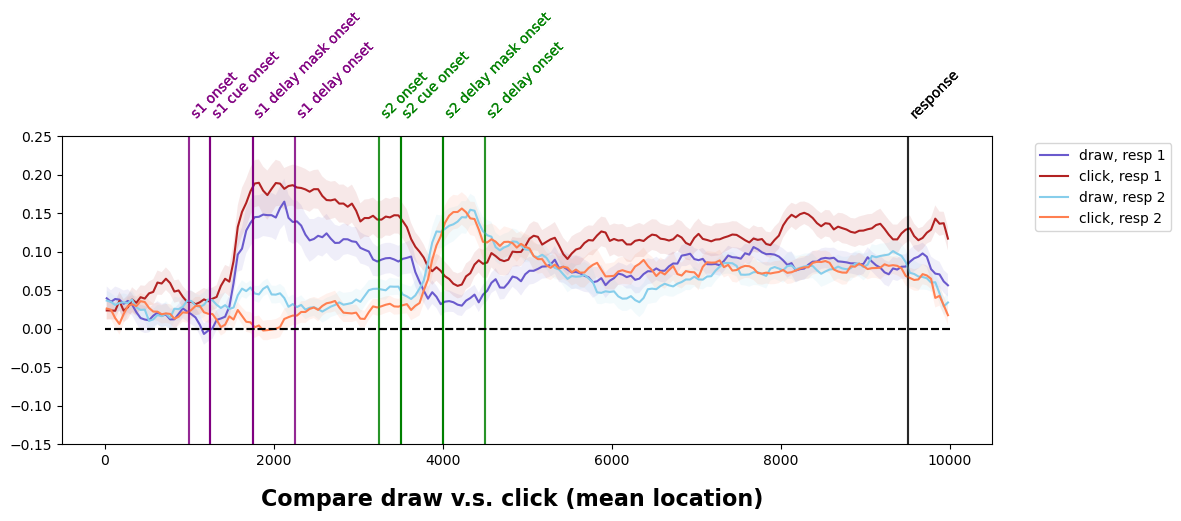 s1 onset
s1 cue onset
s1 delay mask onset
s1 delay onset
s2 onset
s2 cue onset
s2 delay mask onset
s2 delay onset
response
0.25
0.20
0.15
0.10
0.05
0.00
−0.05
−0.10
−0.15
0
2000
4000
6000
8000
10000
draw, resp 1
click, resp 1
draw, resp 2
click, resp 2
Compare draw v.s. click (mean location)